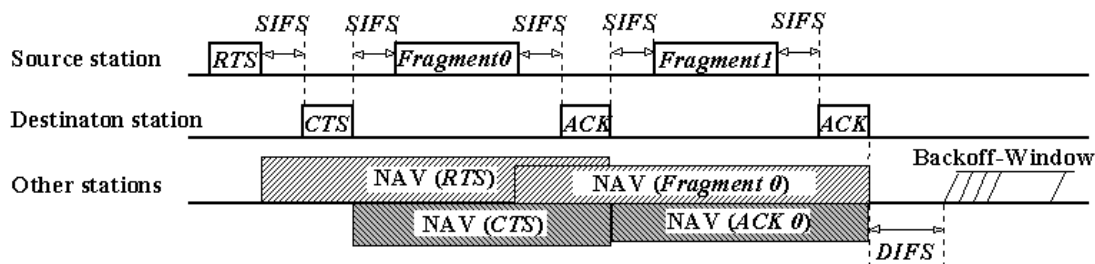 SIFS SIFS SIFS SIFS SIFS
Source station RTS Fragment0 Fragment1
Destinaton station CTS ACK ACK
Backoff-Window
Other stations NAV (RTS) NAV (Fragment 0)
NAV (CTS) NAV (ACK 0)
DIFS